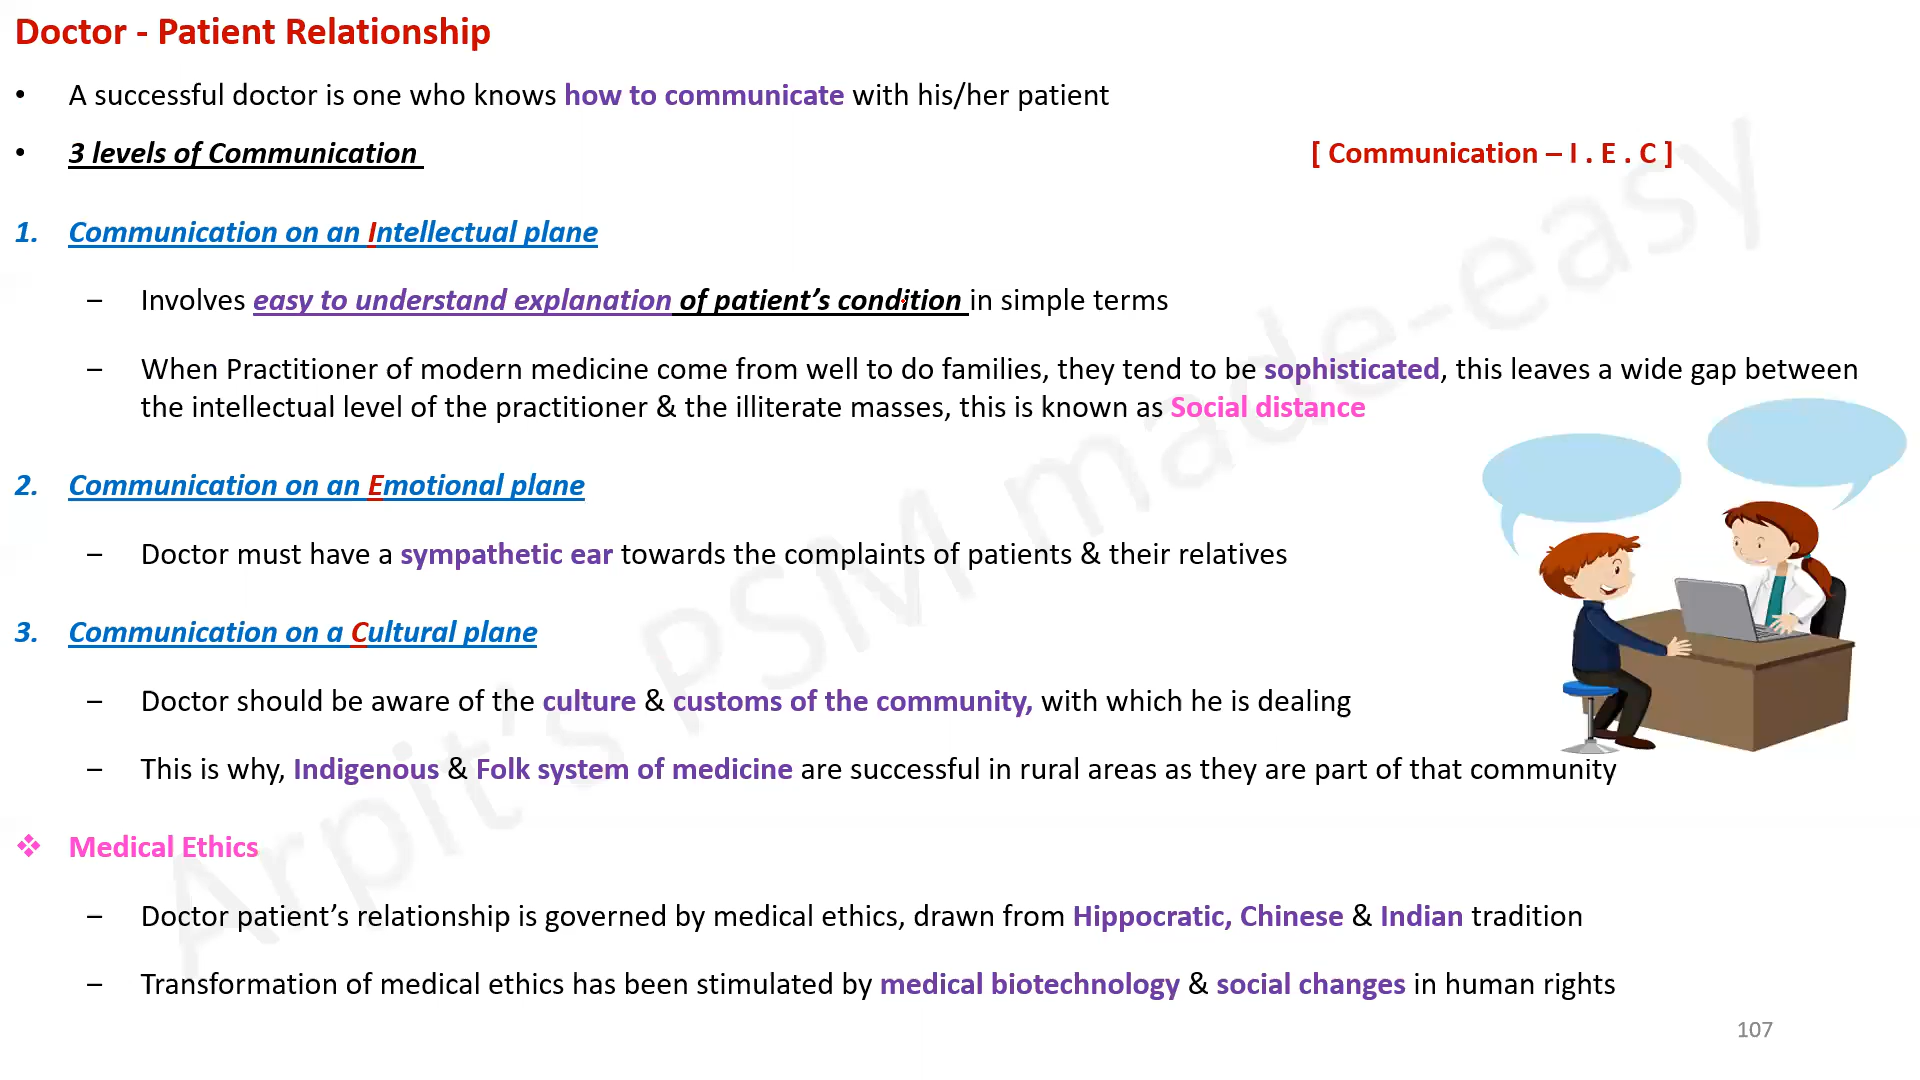 Doctor - Patient Relationship
• A successful doctor is one who knows how to communicate with his/her patient
• 3 levels of Communication [ Communication – I . E . C ]
1. Communication on an Intellectual plane
– Involves easy to understand explanation of patient’s condition in simple terms
– When Practitioner of modern medicine come from well to do families, they tend to be sophisticated, this leaves a wide gap between
the intellectual level of the practitioner & the illiterate masses, this is known as Social distance
2. Communication on an Emotional plane
– Doctor must have a sympathetic ear towards the complaints of patients & their relatives
3. Communication on a Cultural plane
– Doctor should be aware of the culture & customs of the community, with which he is dealing
– This is why, Indigenous & Folk system of medicine are successful in rural areas as they are part of that community
❖ Medical Ethics
– Doctor patient’s relationship is governed by medical ethics, drawn from Hippocratic, Chinese & Indian tradition
– Transformation of medical ethics has been stimulated by medical biotechnology & social changes in human rights
107
Arpit's PSM made-easy